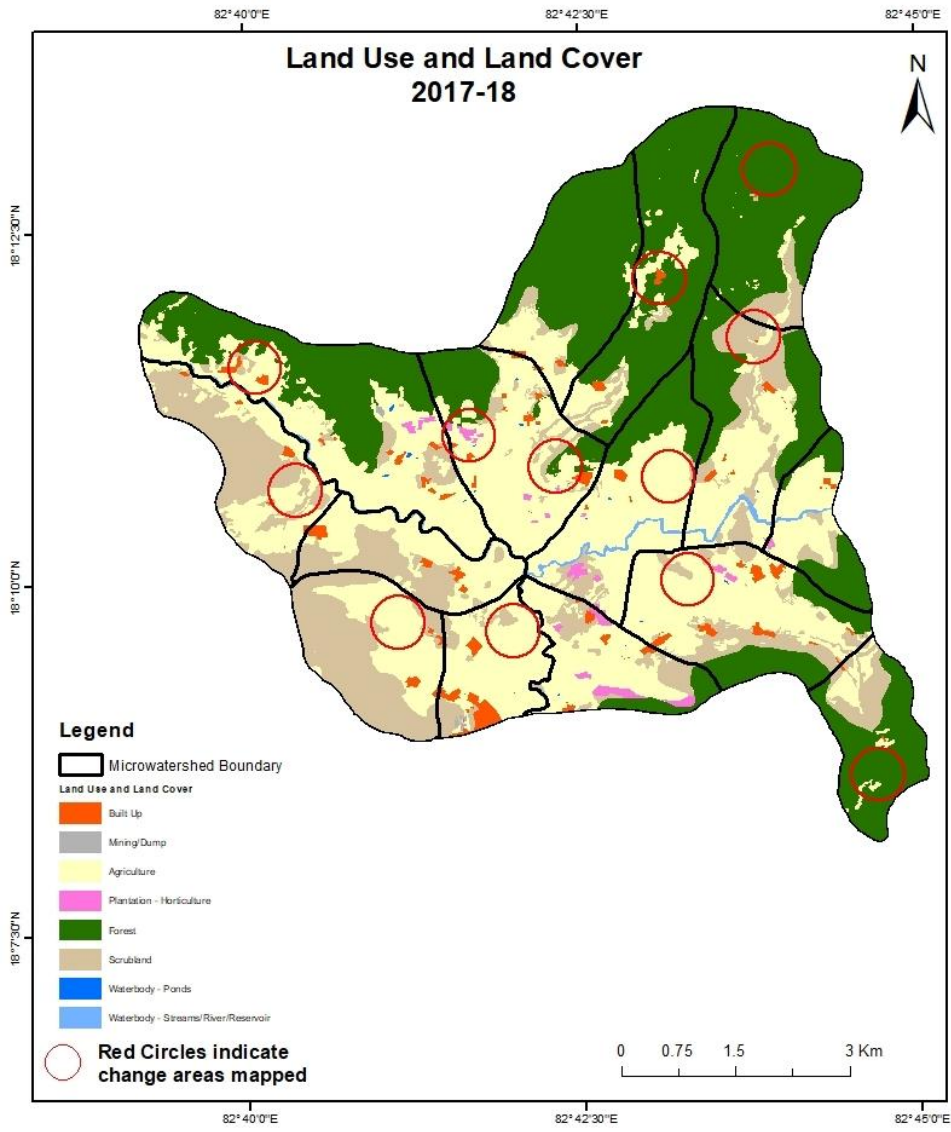 82° 40'0"E
82° 42'30"E
82° 45'0"E
Land Use and Land Cover
2017-18
N
18°12'30"N
18°10'0"N
18°7'30"N
Legend
Microwatershed Boundary
Land Use and Land Cover
Built Up
Mining/Dump
Agriculture
Plantation - Horticulture
Forest
Scrubland
Waterbody - Ponds
Waterbody - Streams/River/Reservoir
Red Circles indicate
change areas mapped
0 0.75 1.5 3 Km
82° 40'0"E
82° 42'30"E
82° 45'0"E